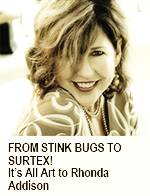 FROM STINK BUGS TO
SURTEX!
It's All Art to Rhonda
Addison